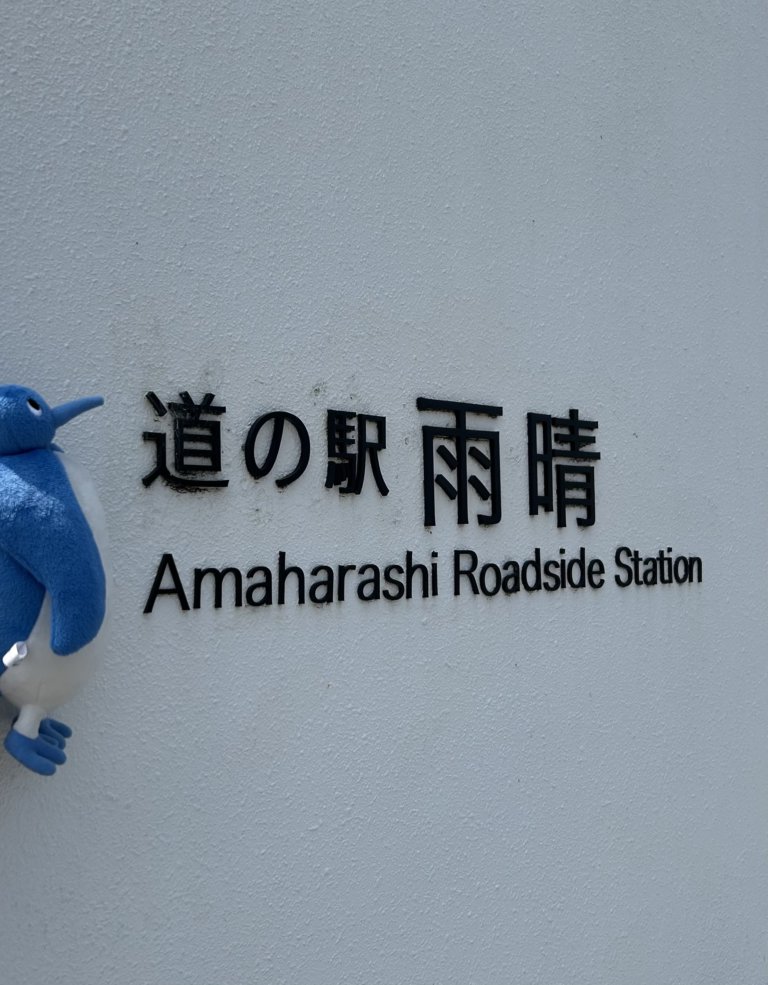 道の駅 雨晴
Amaharashi Roadside Station